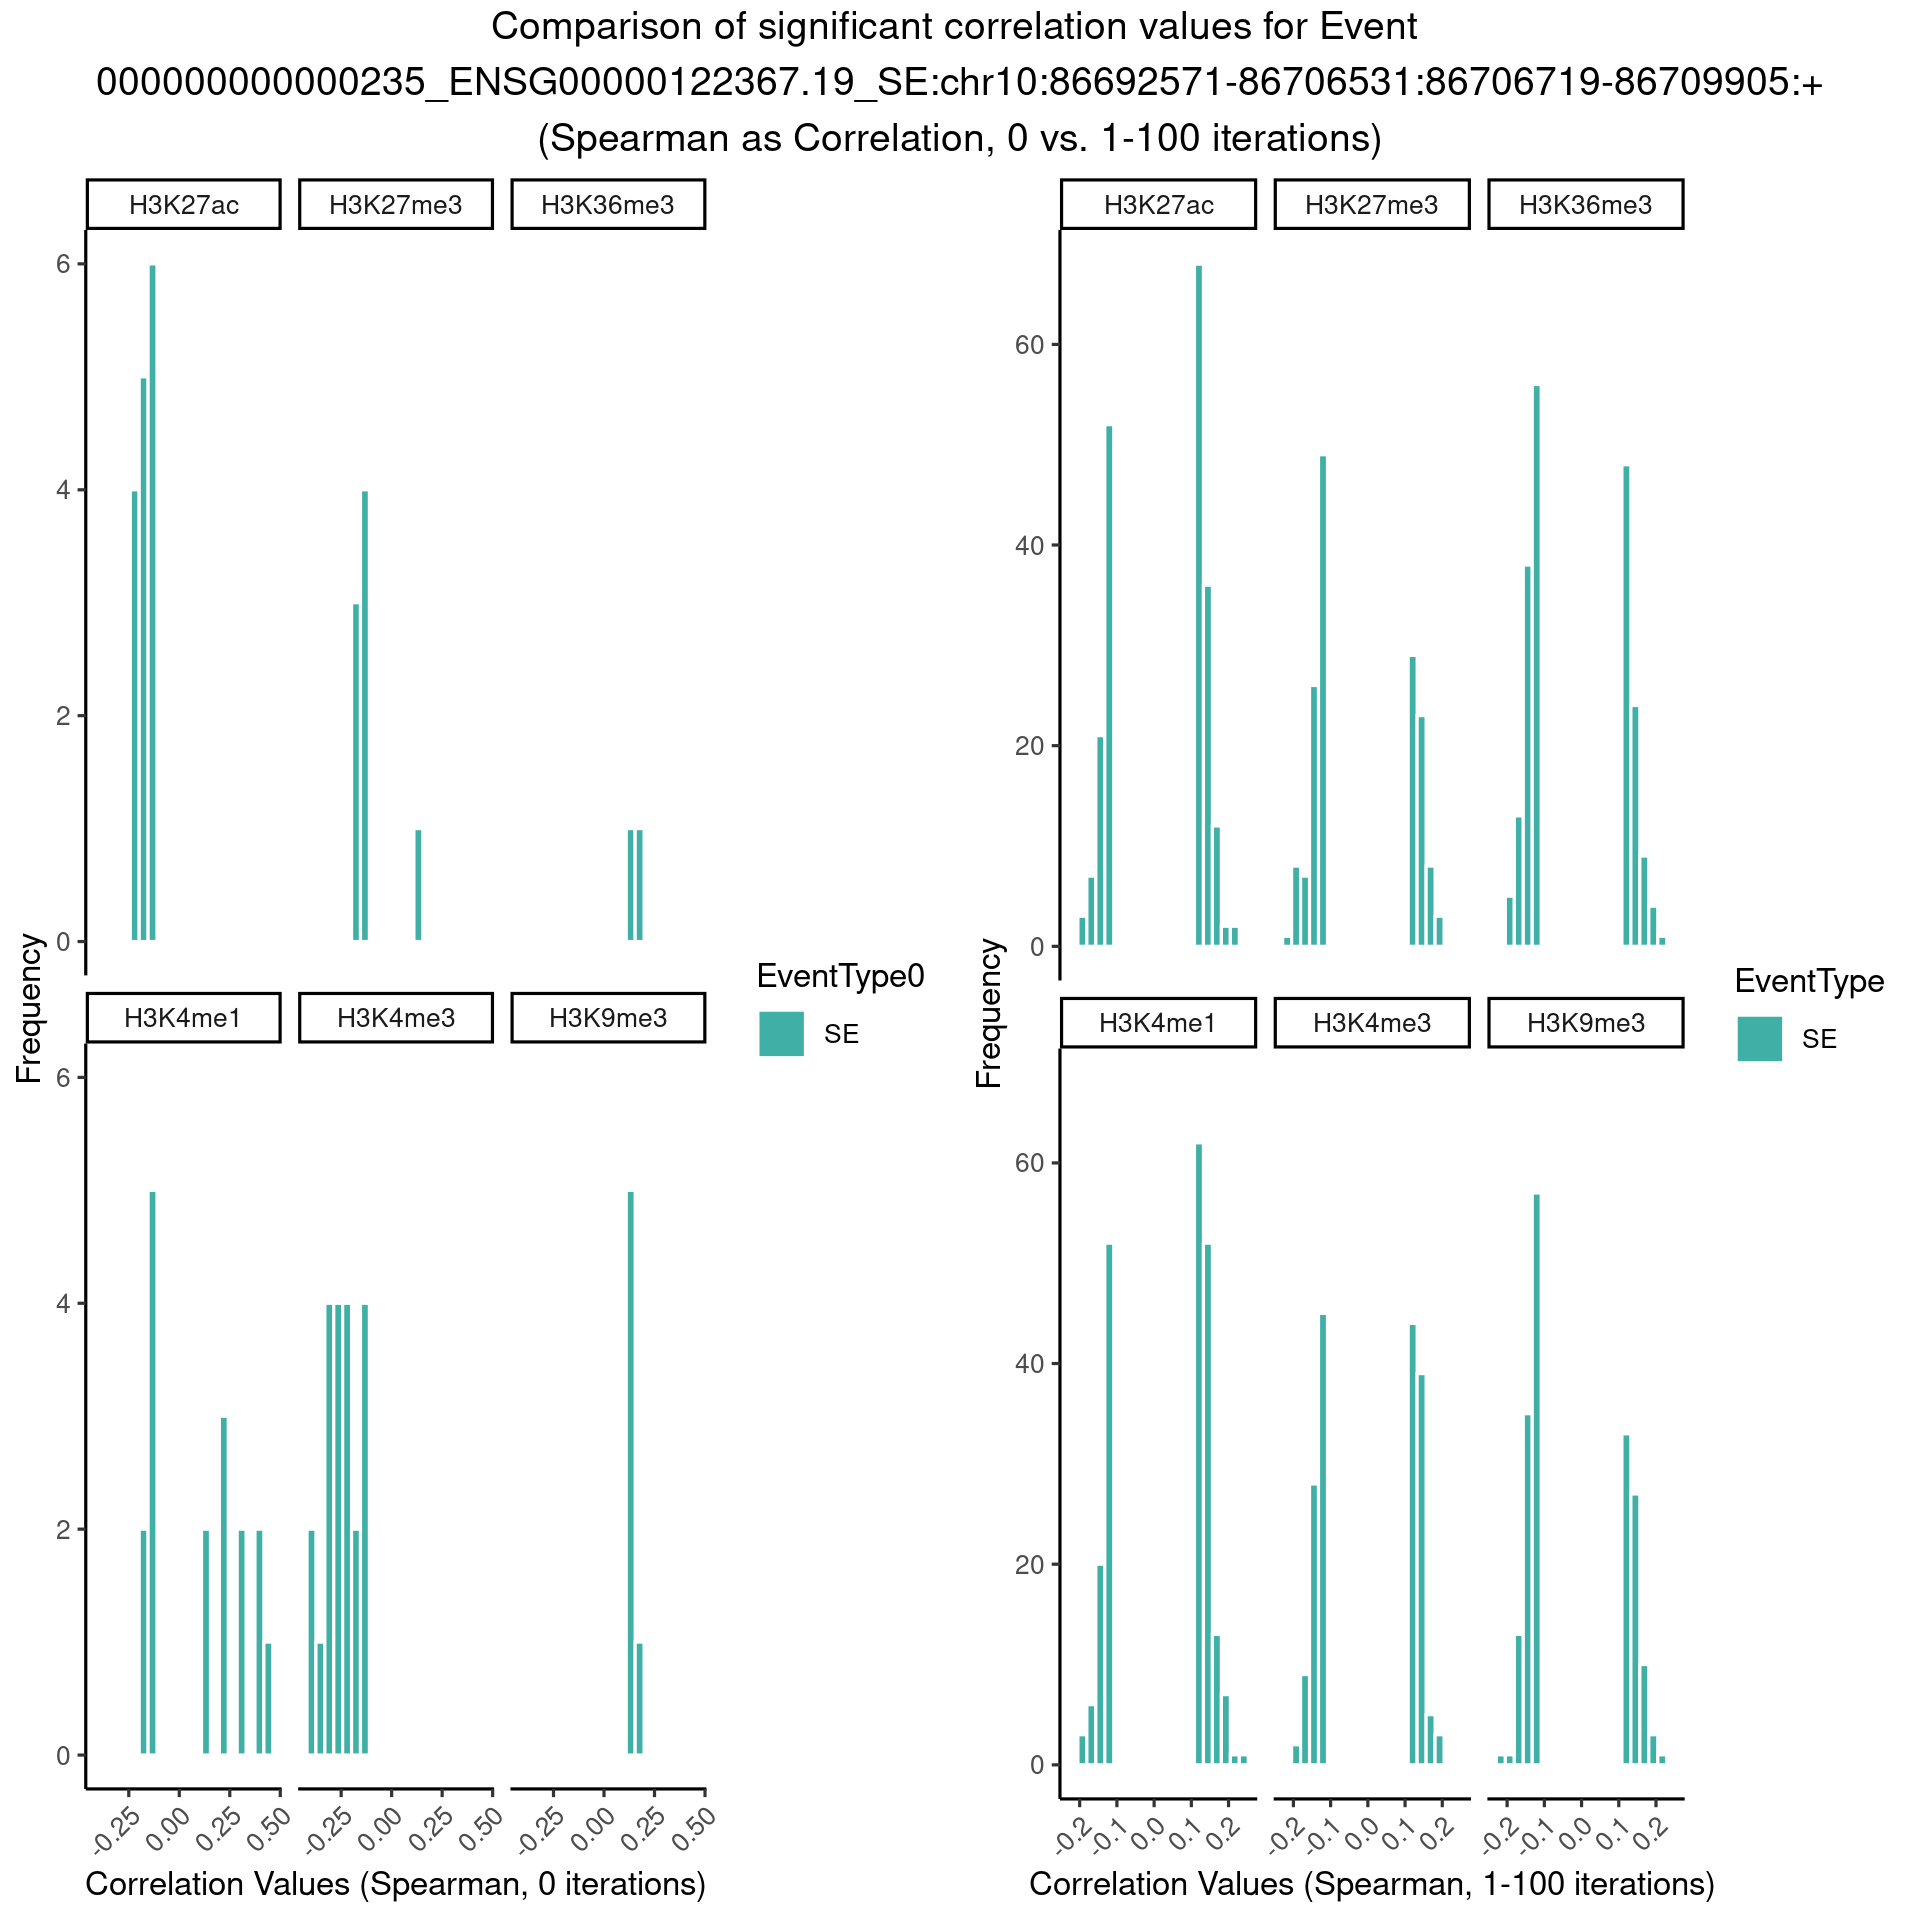 Comparison of significant correlation values for Event
000000000000235_ENSG00000122367.19_SE:chr10:86692571-86706531:86706719-86709905:+
(Spearman as Correlation, 0 vs. 1-100 iterations)
H3K27ac H3K27me3 H3K36me3
6
4
2
0
H3K4me1 H3K4me3 H3K9me3
6
4
2
0
-0.25 0.00 0.25 0.50 -0.25 0.00 0.25 0.50 -0.25 0.00 0.25 0.50
Frequency
Correlation Values (Spearman, 0 iterations)
EventType0
SE
H3K27ac H3K27me3 H3K36me3
60
40
20
0
H3K4me1 H3K4me3 H3K9me3
60
40
20
0
-0.2 -0.1 0.0 0.1 0.2 -0.2 -0.1 0.0 0.1 0.2 -0.2 -0.1 0.0 0.1 0.2
Frequency
Correlation Values (Spearman, 1-100 iterations)
EventType
SE